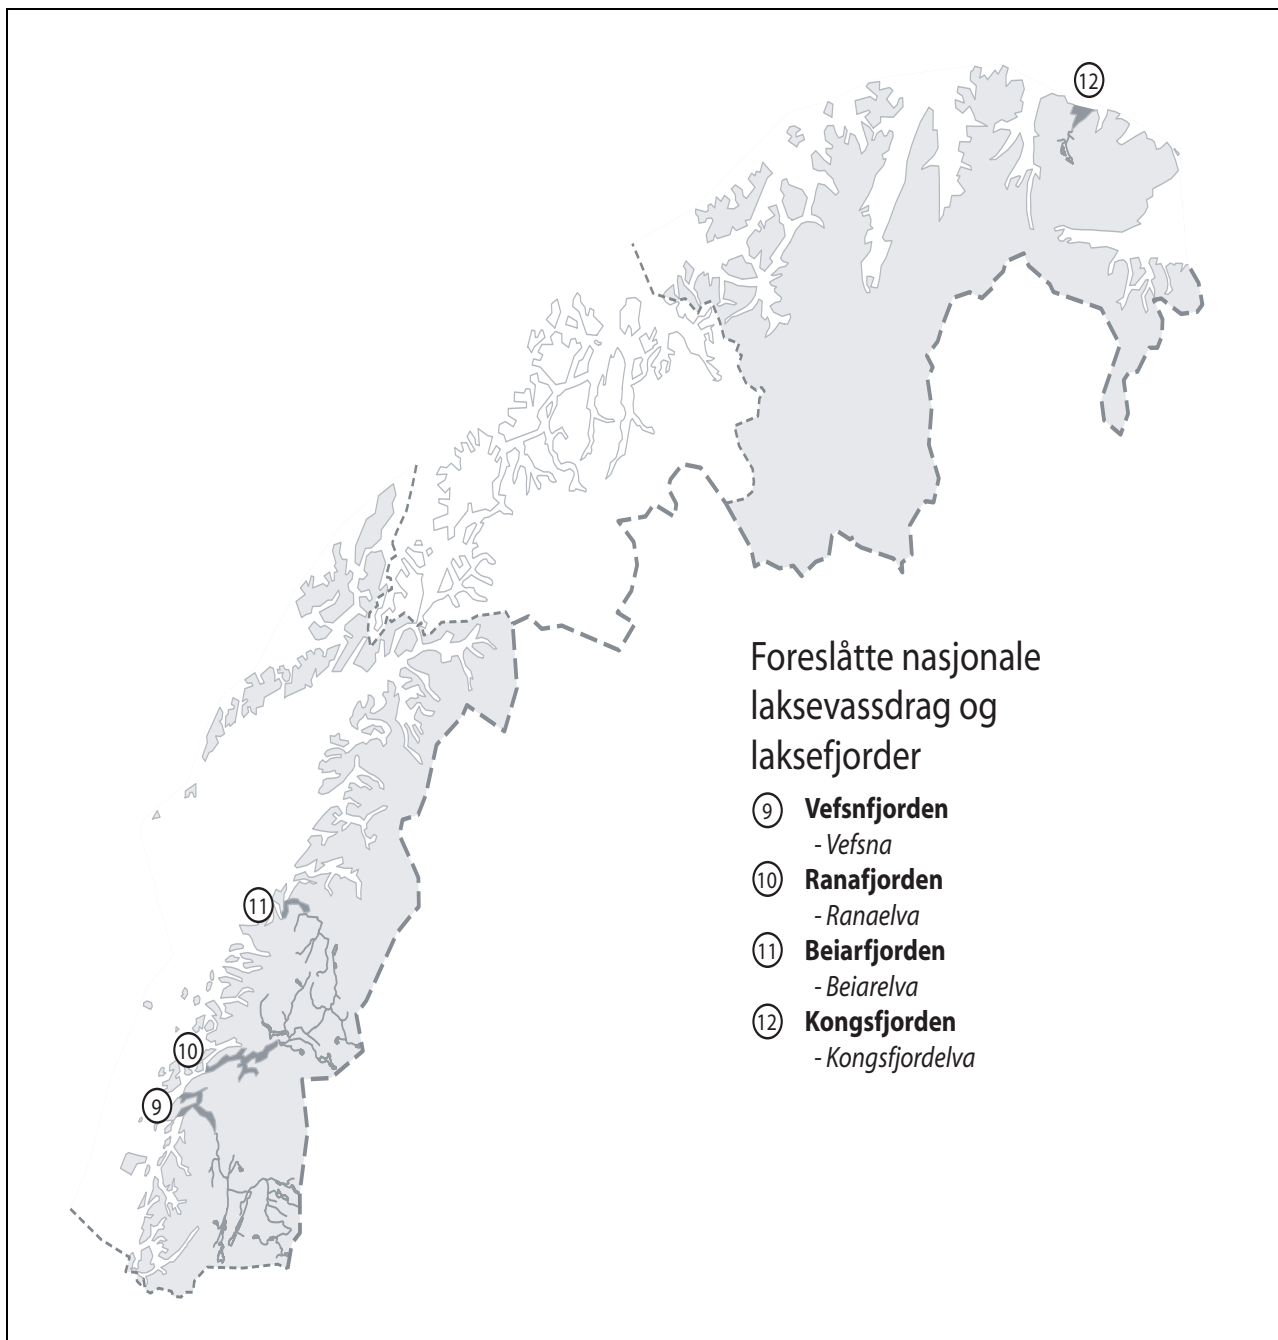 12
Foreslåtte nasjonale
laksevassdrag og
laksefjorder
9 Vefsnfjorden
- Vefsna
10 Ranafjorden
- Ranaelva
11 Beiarfjorden
- Beiarelva
12 Kongsfjorden
- Kongsfjordelva
11
10
9